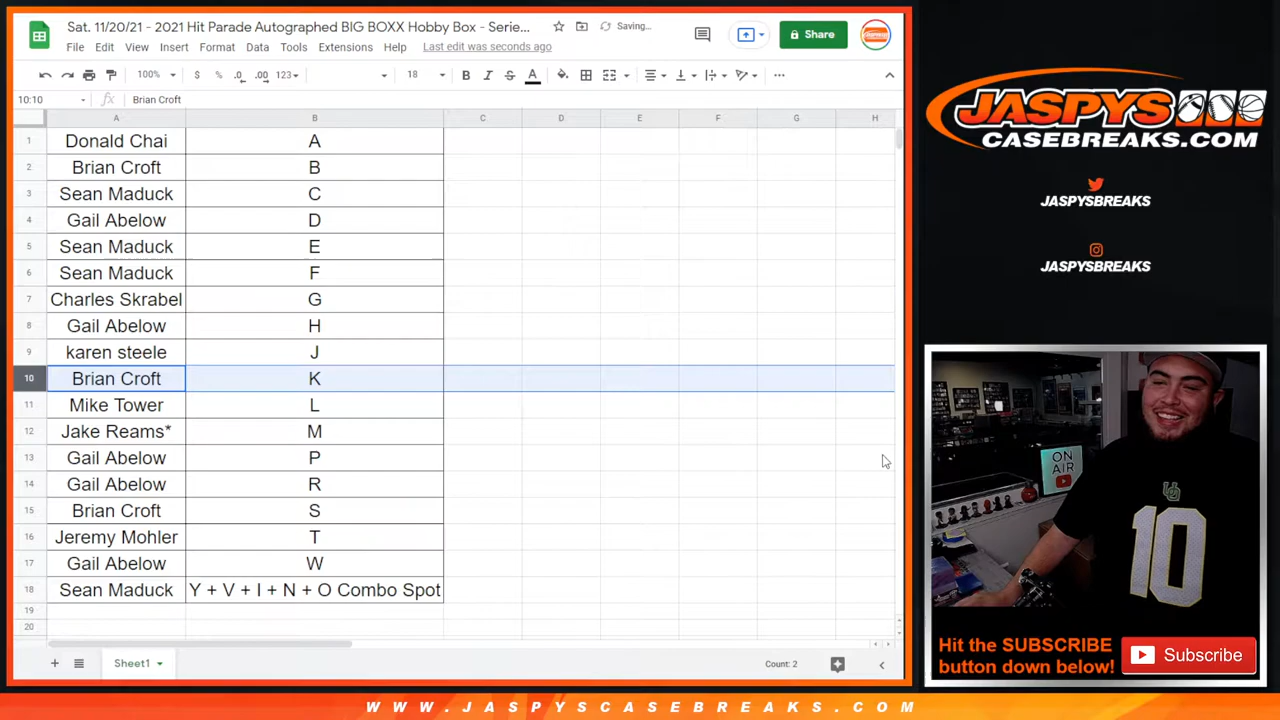 Sat. 11/20/21 - 2021 Hit Parade Autographed BIG BOXX Hobby Box - Serie...
Saving...
Share
File Edit View Insert Format Data Tools Extensions Help Last edit was seconds ago
100% $ % .0 .00 123 18 B I S A
10:10 fx Brian Croft
A B C D E F G H
1 Donald Chai A
2 Brian Croft B
3 Sean Maduck C
4 Gail Abelow D
5 Sean Maduck E
6 Sean Maduck F
7 Charles Skrabel G
8 Gail Abelow H
9 karen steele J
10 Brian Croft K
11 Mike Tower L
12 Jake Reams* M
13 Gail Abelow P
14 Gail Abelow R
15 Brian Croft S
16 Jeremy Mohler T
17 Gail Abelow W
18 Sean Maduck Y + V + I + N + O Combo Spot
19
20
Sheet1
Count: 2
JASPYS
CASEBREAKS.COM
JASPYSBREAKS
JASPYSBREAKS
ON
AIR
10
Hit the SUBSCRIBE
button down below!
Subscribe
WWW.JASPYSCASEBREAKS.COM